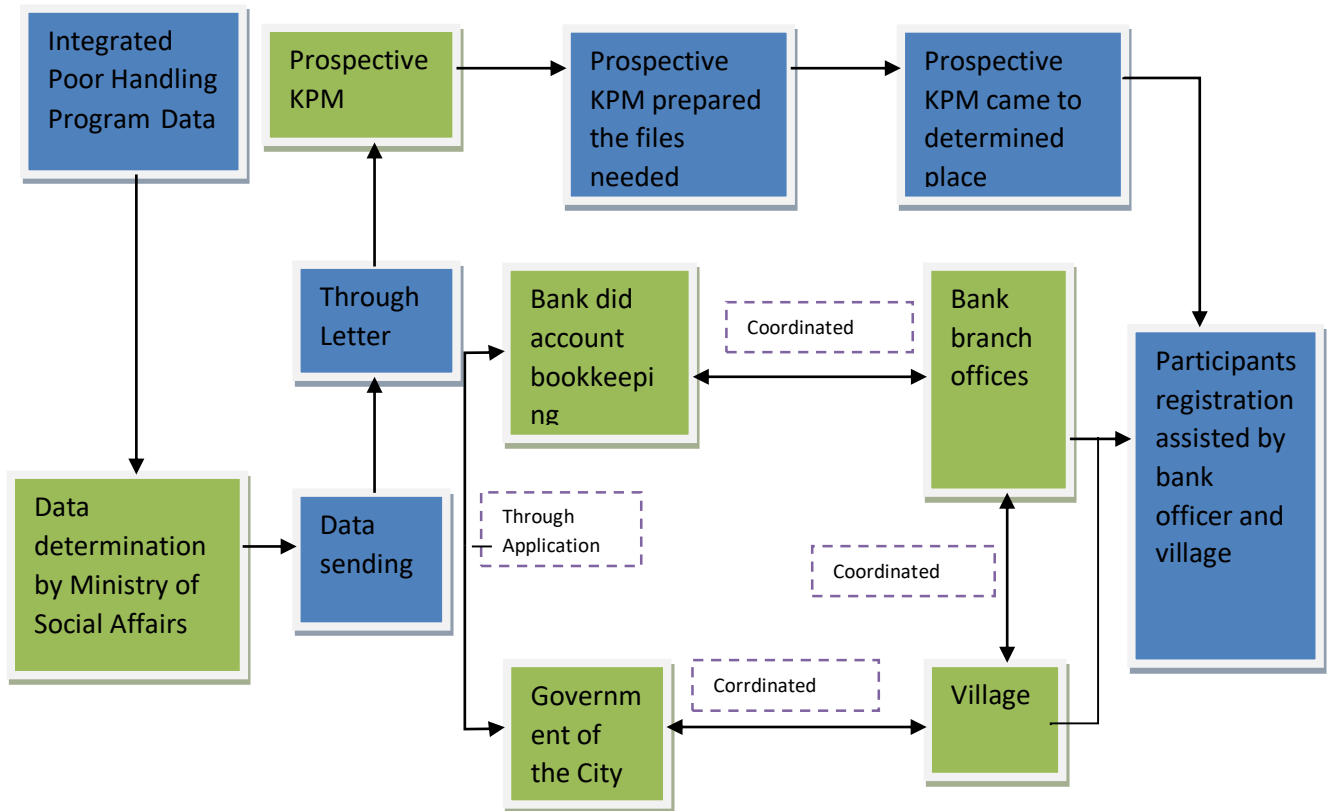 Integrated
Poor Handling
Program Data
Prospective
KPM
Prospective
KPM prepared
the files
needed
Prospective
KPM came to
determined
place
Through
Letter
Bank did
account
bookkeepi
ng
Coordinated
Bank
branch
offices
Participants
registration
assisted by
bank
officer and
village
Data
determination
by Ministry of
Social Affairs
Data
sending
Through
Application
Coordinated
Governm
ent of
the City
Corrdinated
Village